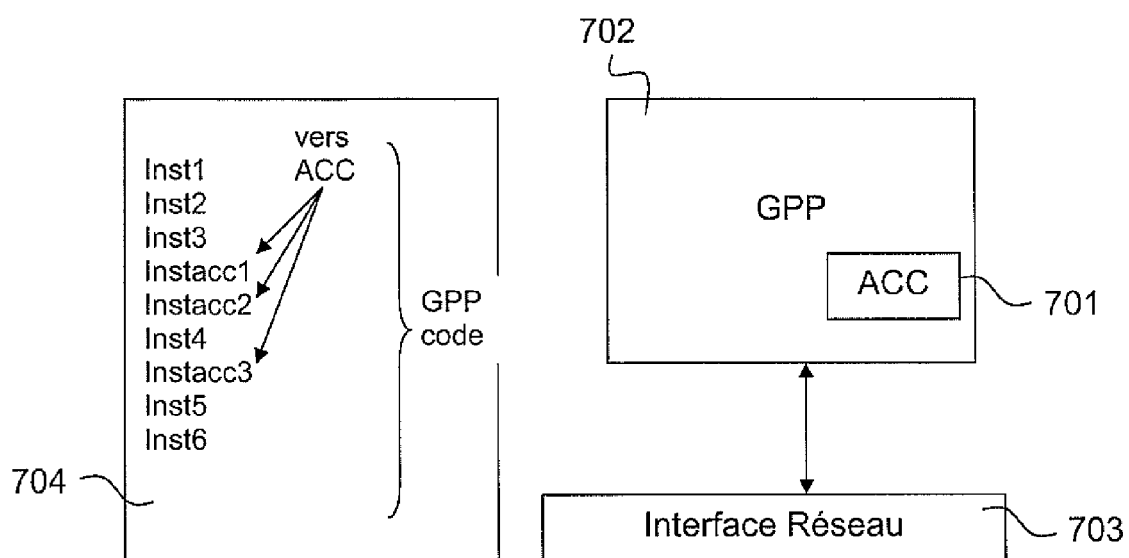 702
vers
ACC
Inst1
Inst2
Inst3
Instacc1
Instacc2
Inst4
Instacc3
Inst5
Inst6
GPP
code
704
GPP
ACC
701
Interface Réseau
703